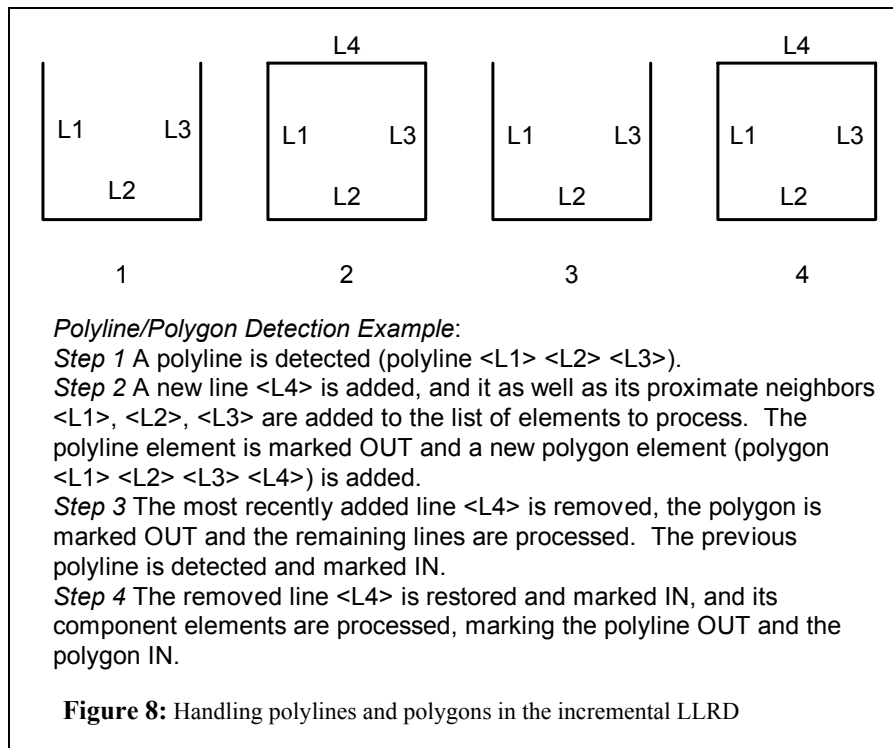 L4 L4
L1 L3 L1 L3 L1 L3 L1 L3
L2 L2 L2 L2
1 2 3 4
Polyline/Polygon Detection Example:
Step 1 A polyline is detected (polyline <L1> <L2> <L3>).
Step 2 A new line <L4> is added, and it as well as its proximate neighbors
<L1>, <L2>, <L3> are added to the list of elements to process. The
polyline element is marked OUT and a new polygon element (polygon
<L1> <L2> <L3> <L4>) is added.
Step 3 The most recently added line <L4> is removed, the polygon is
marked OUT and the remaining lines are processed. The previous
polyline is detected and marked IN.
Step 4 The removed line <L4> is restored and marked IN, and its
component elements are processed, marking the polyline OUT and the
polygon IN.
Figure 8: Handling polylines and polygons in the incremental LLRD